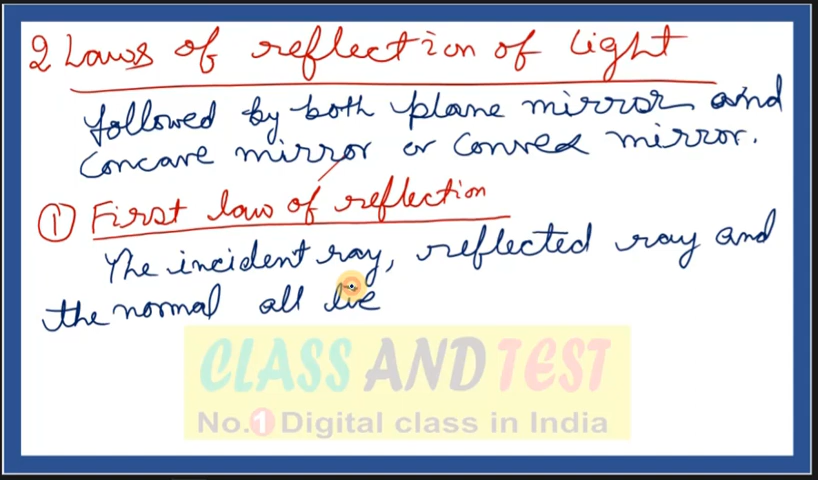 2 Laws of reflection of light
followed by both plane mirror and
concave mirror or convex mirror.
① First law of reflection
The incident ray, reflected ray and
the normal all lie
CLASS AND TEST
No.1 Digital class in India